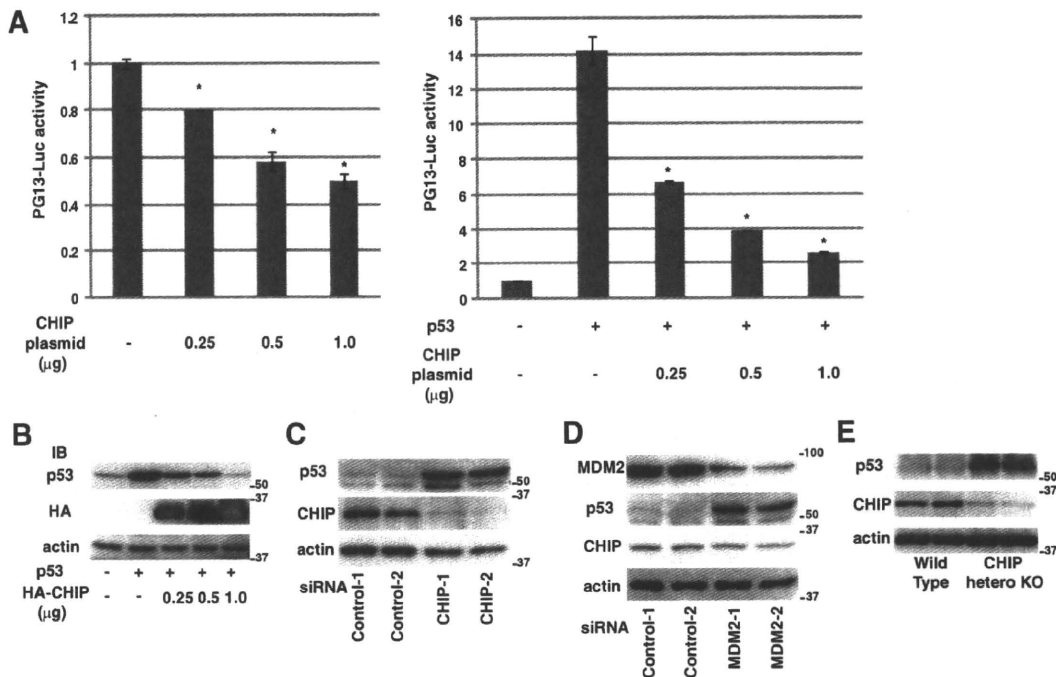 A
PG13-Luc activity
1.2
1
0.8
0.6
0.4
0.2
0
*
*
*
CHIP
plasmid
(µg)
- 0.25 0.5 1.0
PG13-Luc activity
16
14
12
10
8
6
4
2
0
*
*
*
p53 - + + + +
CHIP
plasmid
(µg)
- - 0.25 0.5 1.0
B
IB
p53
-50
-37
HA
actin
-37
p53 - + + + +
HA-CHIP
(µg)
- - 0.25 0.5 1.0
C
p53
-50
-37
CHIP
actin
-37
siRNA
Control-1
Control-2
CHIP-1
CHIP-2
D
MDM2
-100
p53
-50
-37
CHIP
actin
-37
siRNA
Control-1
Control-2
MDM2-1
MDM2-2
E
p53
-50
-37
CHIP
actin
-37
Wild
Type
CHIP
hetero KO